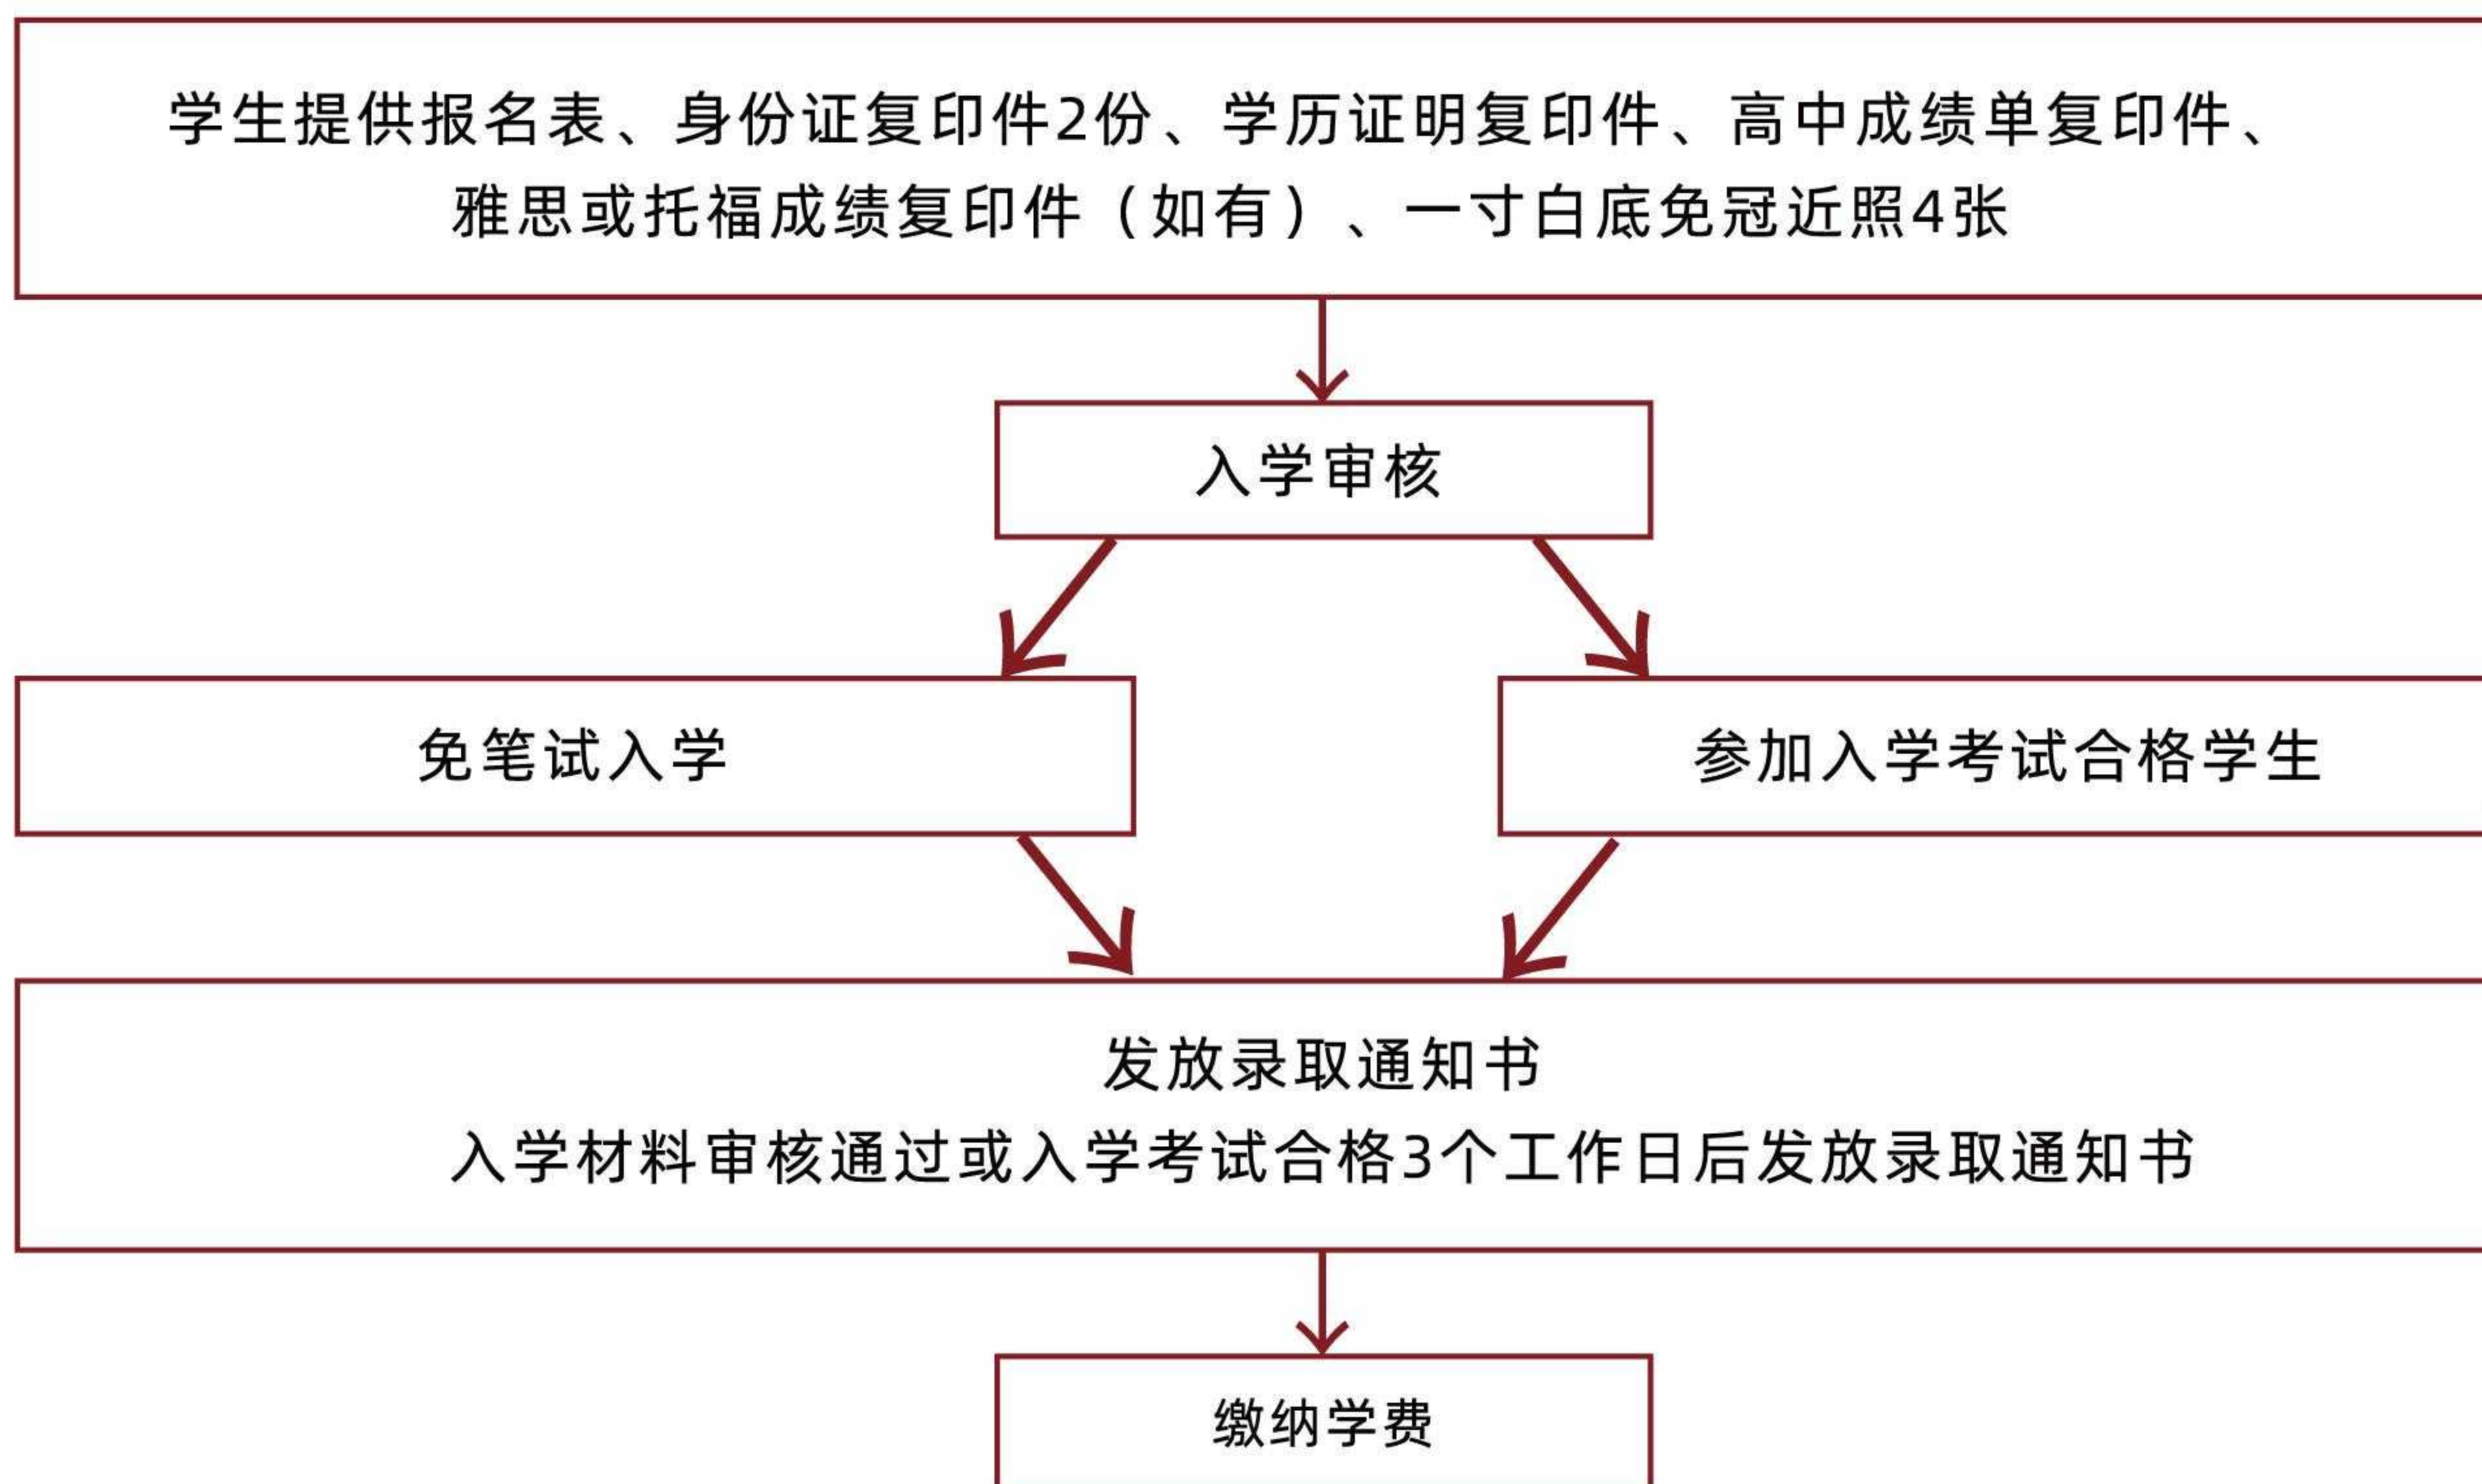 学生提供报名表、身份证复印件2份、学历证明复印件、高中成绩单复印件、
雅思或托福成绩复印件（如有）、一寸白底免冠近照4张
入学审核
免笔试入学
参加入学考试合格学生
发放录取通知书
入学材料审核通过或入学考试合格3个工作日后发放录取通知书
缴纳学费